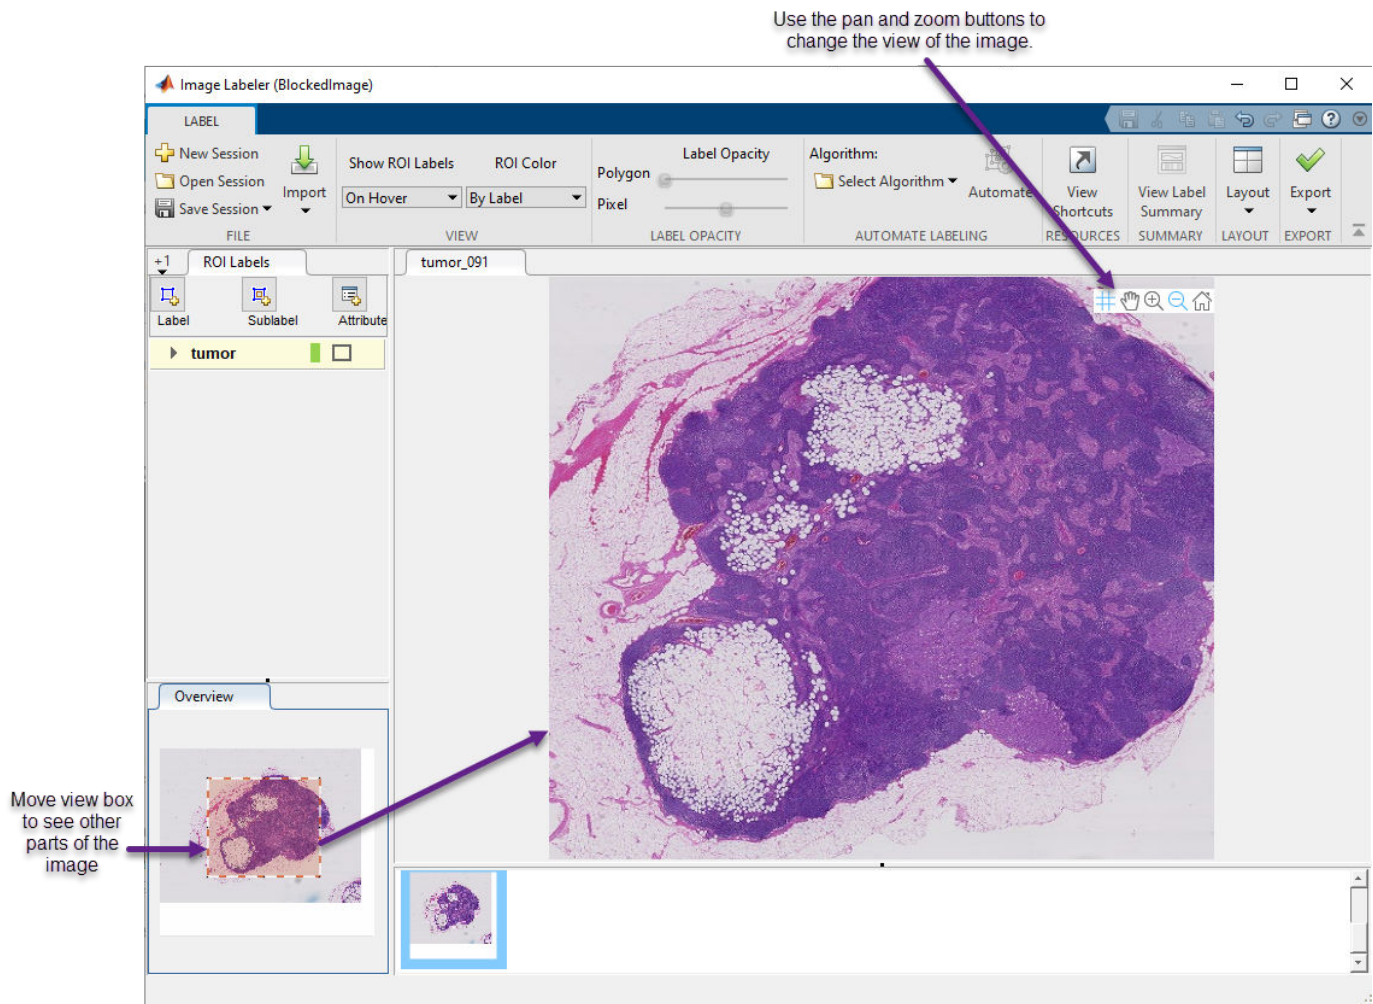 Use the pan and zoom buttons to
change the view of the image.
Image Labeler (BlockedImage)
LABEL
New Session
Open Session
Save Session
Import
FILE
Show ROI Labels
ROI Color
On Hover
By Label
VIEW
Label Opacity
Polygon
Pixel
LABEL OPACITY
Algorithm:
Select Algorithm
Automate
AUTOMATE LABELING
View
Shortcuts
RESOURCES
View Label
Summary
SUMMARY
Layout
LAYOUT
Export
EXPORT
+1
ROI Labels
tumor_091
Label
Sublabel
Attribute
tumor
Overview
Move view box
to see other
parts of the
image